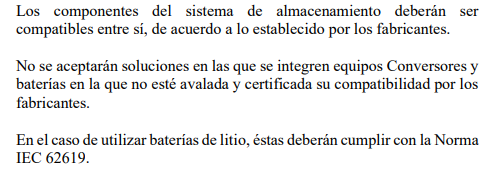 Los componentes del sistema de almacenamiento deberán ser
compatibles entre sí, de acuerdo a lo establecido por los fabricantes.
No se aceptarán soluciones en las que se integren equipos Conversores y
baterías en la que no esté avalada y certificada su compatibilidad por los
fabricantes.
En el caso de utilizar baterías de litio, éstas deberán cumplir con la Norma
IEC 62619.